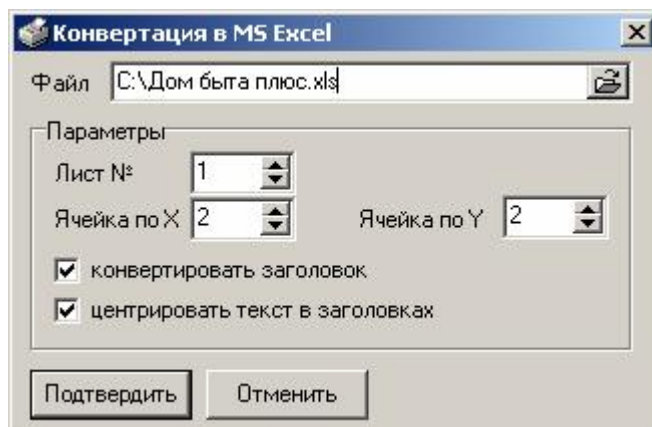 Конвертация в MS Excel
Файл C:\Дом быта плюс.xls
Параметры
Лист № 1
Ячейка по X 2 Ячейка по Y 2
конвертировать заголовок
центрировать текст в заголовках
Подтвердить Отменить